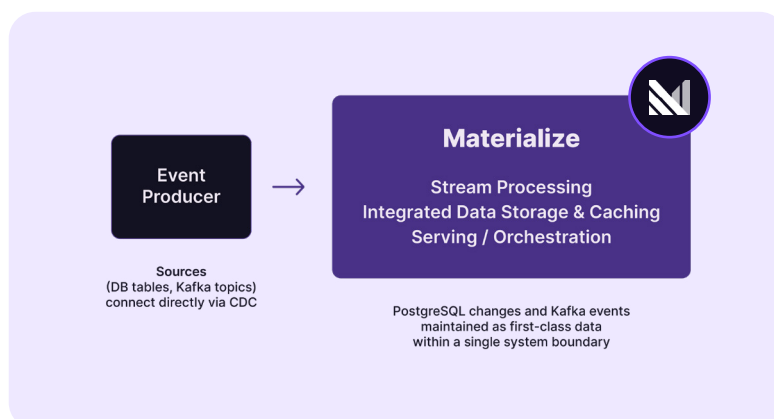 Event
Producer
Sources
(DB tables, Kafka topics)
connect directly via CDC
Materialize
Stream Processing
Integrated Data Storage & Caching
Serving / Orchestration
PostgreSQL changes and Kafka events
maintained as first-class data
within a single system boundary